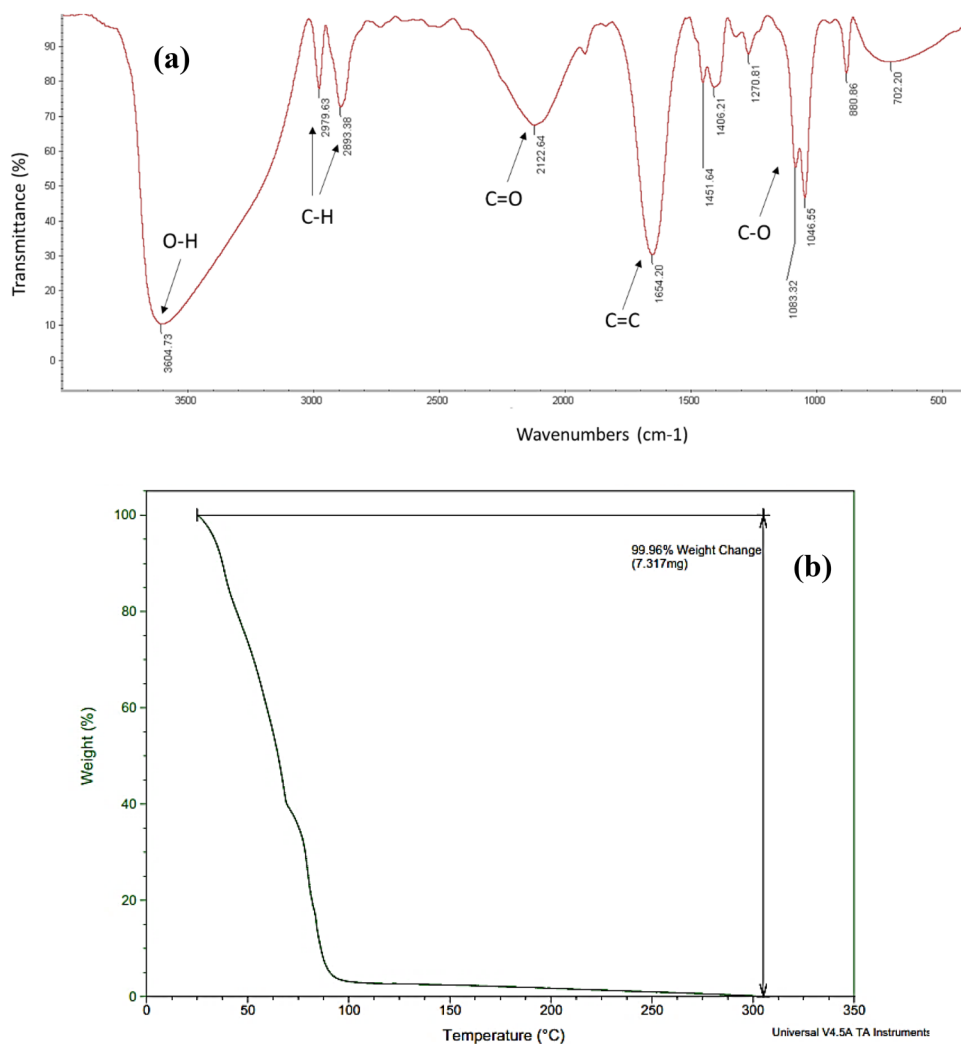 (a)
Transmittance (%)
90
80
70
60
50
40
30
20
10
0
O-H
3604.73
C-H
2979.63
2893.38
C=O
2122.64
C=C
1654.20
1451.64
1406.21
1270.81
C-O
1083.32
1046.55
880.86
702.20
3500 3000 2500 2000 1500 1000 500
Wavenumbers (cm-1)
(b)
99.96% Weight Change
(7.317mg)
Weight (%)
100
80
60
40
20
0
0 50 100 150 200 250 300 350
Temperature (°C)
Universal V4.5A TA Instruments